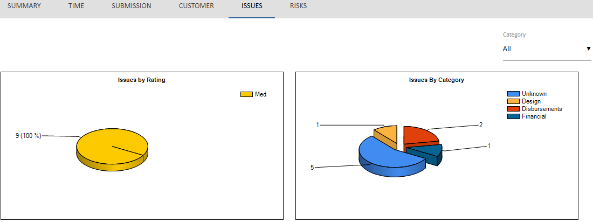 SUMMARY TIME SUBMISSION CUSTOMER ISSUES RISKS
Category
All
Issues by Rating
Med
9 (100 %)
Issues By Category
Unknown
Design
Disbursements
Financial
1
2
1
5